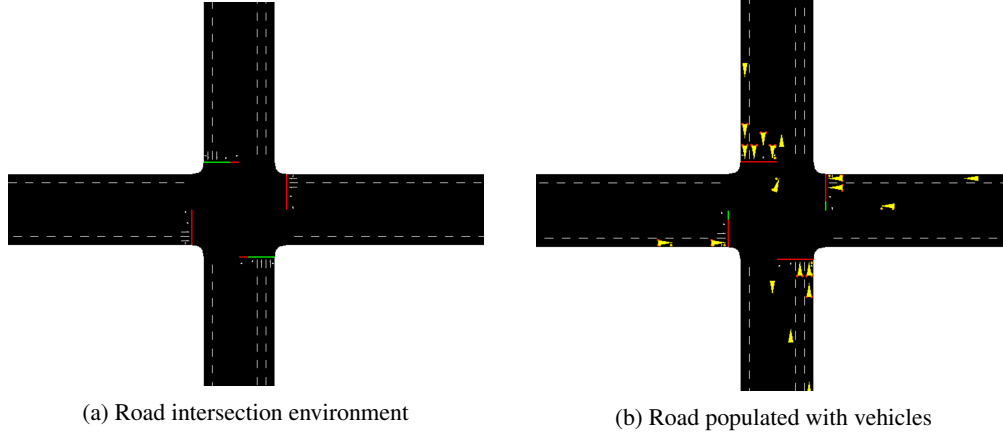 (a) Road intersection environment
(b) Road populated with vehicles